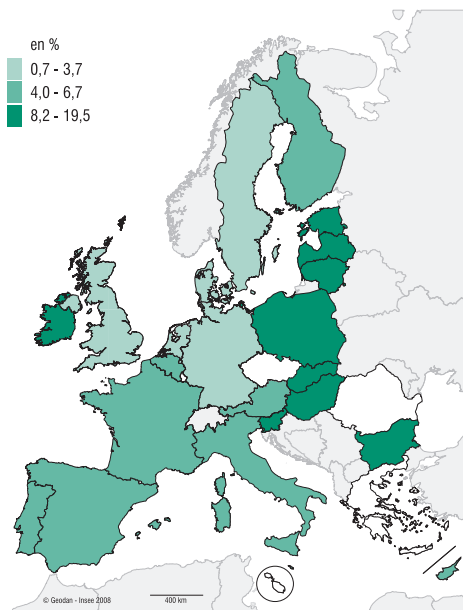 en %
0,7 - 3,7
4,0 - 6,7
8,2 - 19,5
© Geodan - Insee 2008
400 km